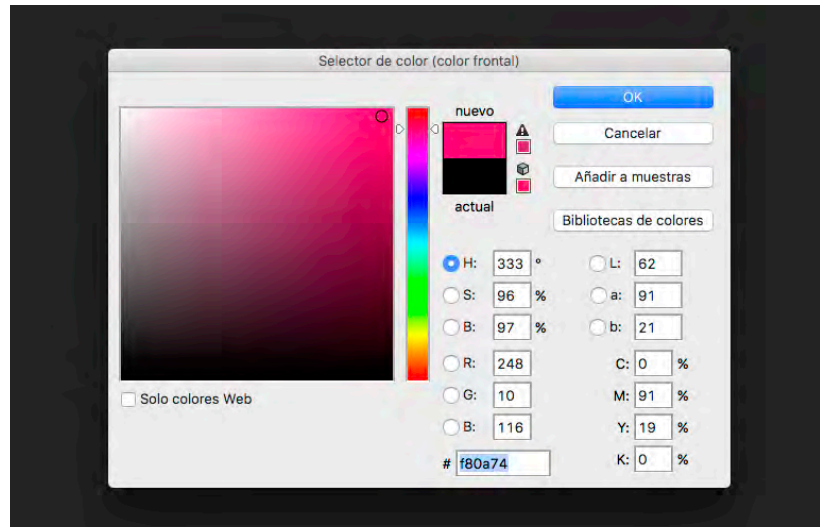 Selector de color (color frontal)
nuevo
actual
OK
Cancelar
Añadir a muestras
Bibliotecas de colores
H: 333 °
S: 96 %
B: 97 %
R: 248
G: 10
B: 116
# f80a74
L: 62
a: 91
b: 21
C: 0 %
M: 91 %
Y: 19 %
K: 0 %
Solo colores Web